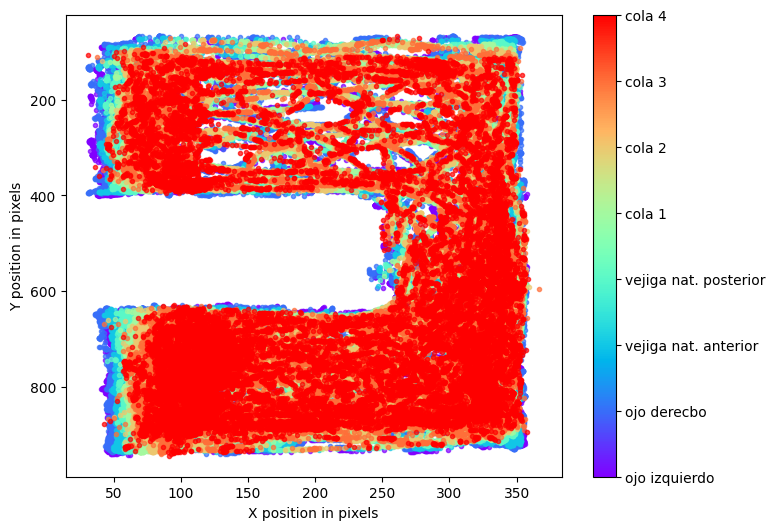 200
400
600
800
Y position in pixels
50
100
150
200
250
300
350
X position in pixels
cola 4
cola 3
cola 2
cola 1
vejiga nat. posterior
vejiga nat. anterior
ojo derecbo
ojo izquierdo